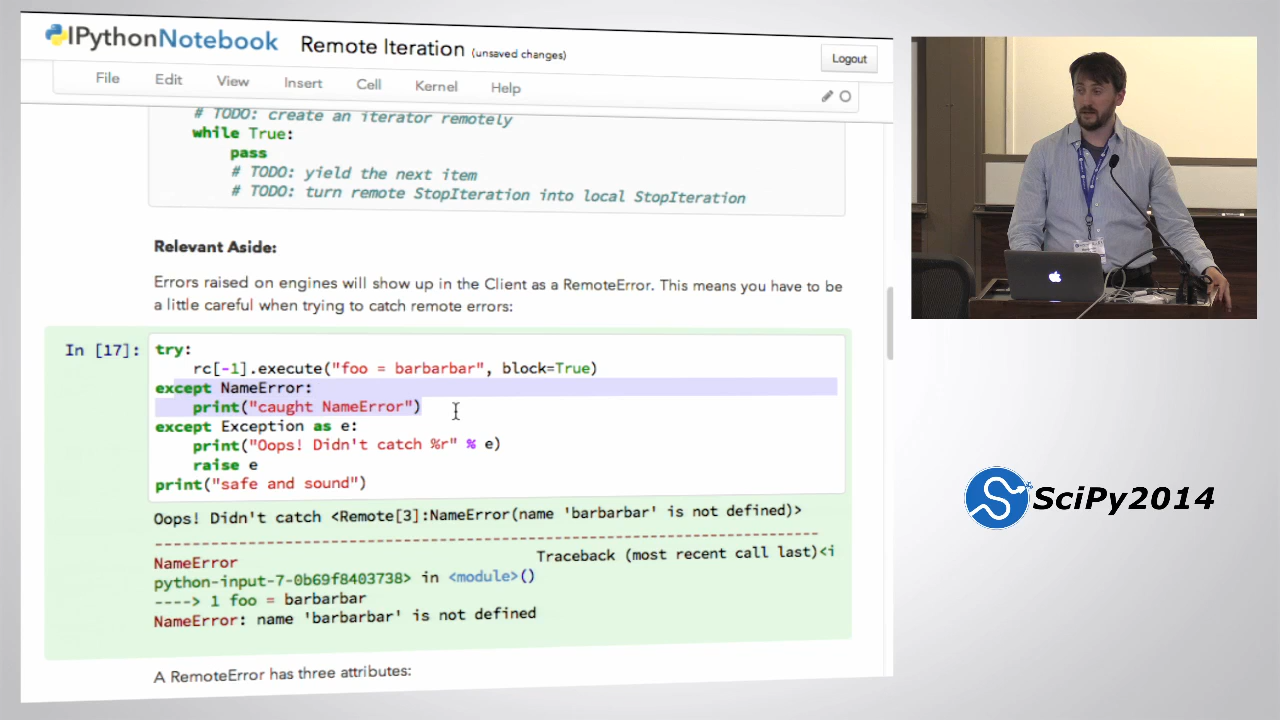 IPythonNotebook Remote Iteration (unsaved changes) Logout
File Edit View Insert Cell Kernel Help
# TODO: create an iterator remotely
while True:
pass
# TODO: yield the next item
# TODO: turn remote StopIteration into local StopIteration
Relevant Aside:
Errors raised on engines will show up in the Client as a RemoteError. This means you have to be
a little careful when trying to catch remote errors:
In [17]: try:
rc[-1].execute("foo = barbarbar", block=True)
except NameError:
print("caught NameError")
except Exception as e:
print("Oops! Didn't catch %r" % e)
raise e
print("safe and sound")
Oops! Didn't catch <Remote[3]:NameError(name 'barbarbar' is not defined)>
---------------------------------------------------------------------------
NameError Traceback (most recent call last)<i
python-input-7-0b69f8403738> in <module>()
----> 1 foo = barbarbar
NameError: name 'barbarbar' is not defined
A RemoteError has three attributes:
SciPy2014